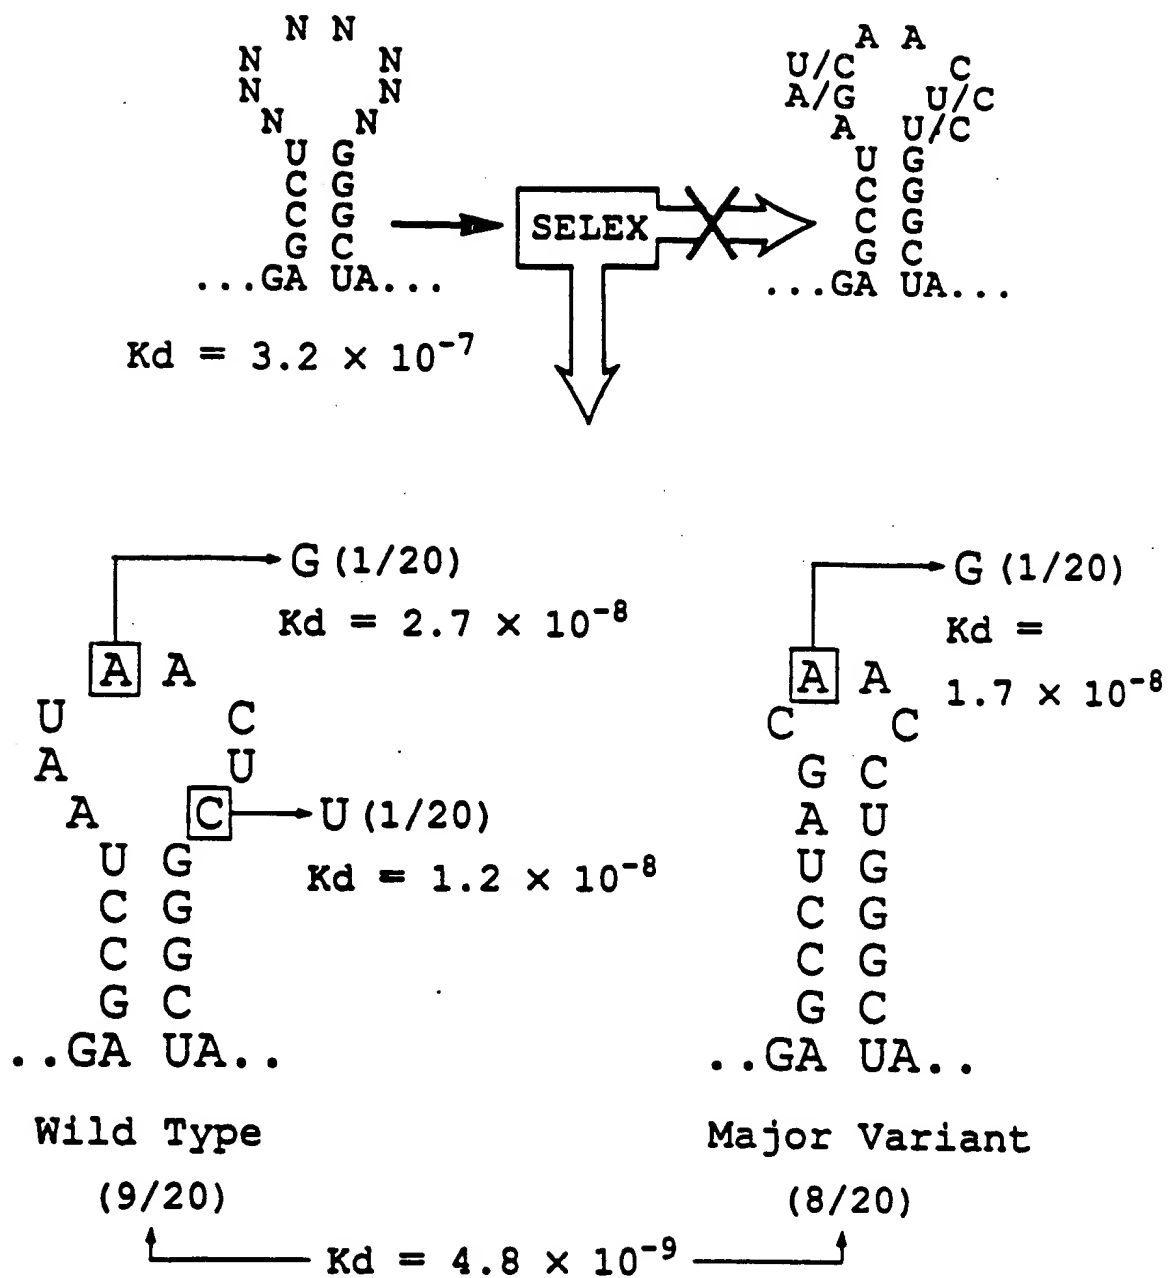 N N
N N
N N
N N
U G
C G
C G
G C
...GA UA...
Kd = 3.2 × 10⁻⁷
SELEX
A A
U/C C
A/G U/C
A U/C
U G
C G
C G
G C
...GA UA...
G (1/20)
Kd = 2.7 × 10⁻⁸
A A
U C
A U
A C
U (1/20)
Kd = 1.2 × 10⁻⁸
U G
C G
C G
G C
..GA UA..
Wild Type
(9/20)
G (1/20)
Kd =
1.7 × 10⁻⁸
A A
C C
G C
A U
U G
C G
C G
G C
..GA UA..
Major Variant
(8/20)
Kd = 4.8 × 10⁻⁹